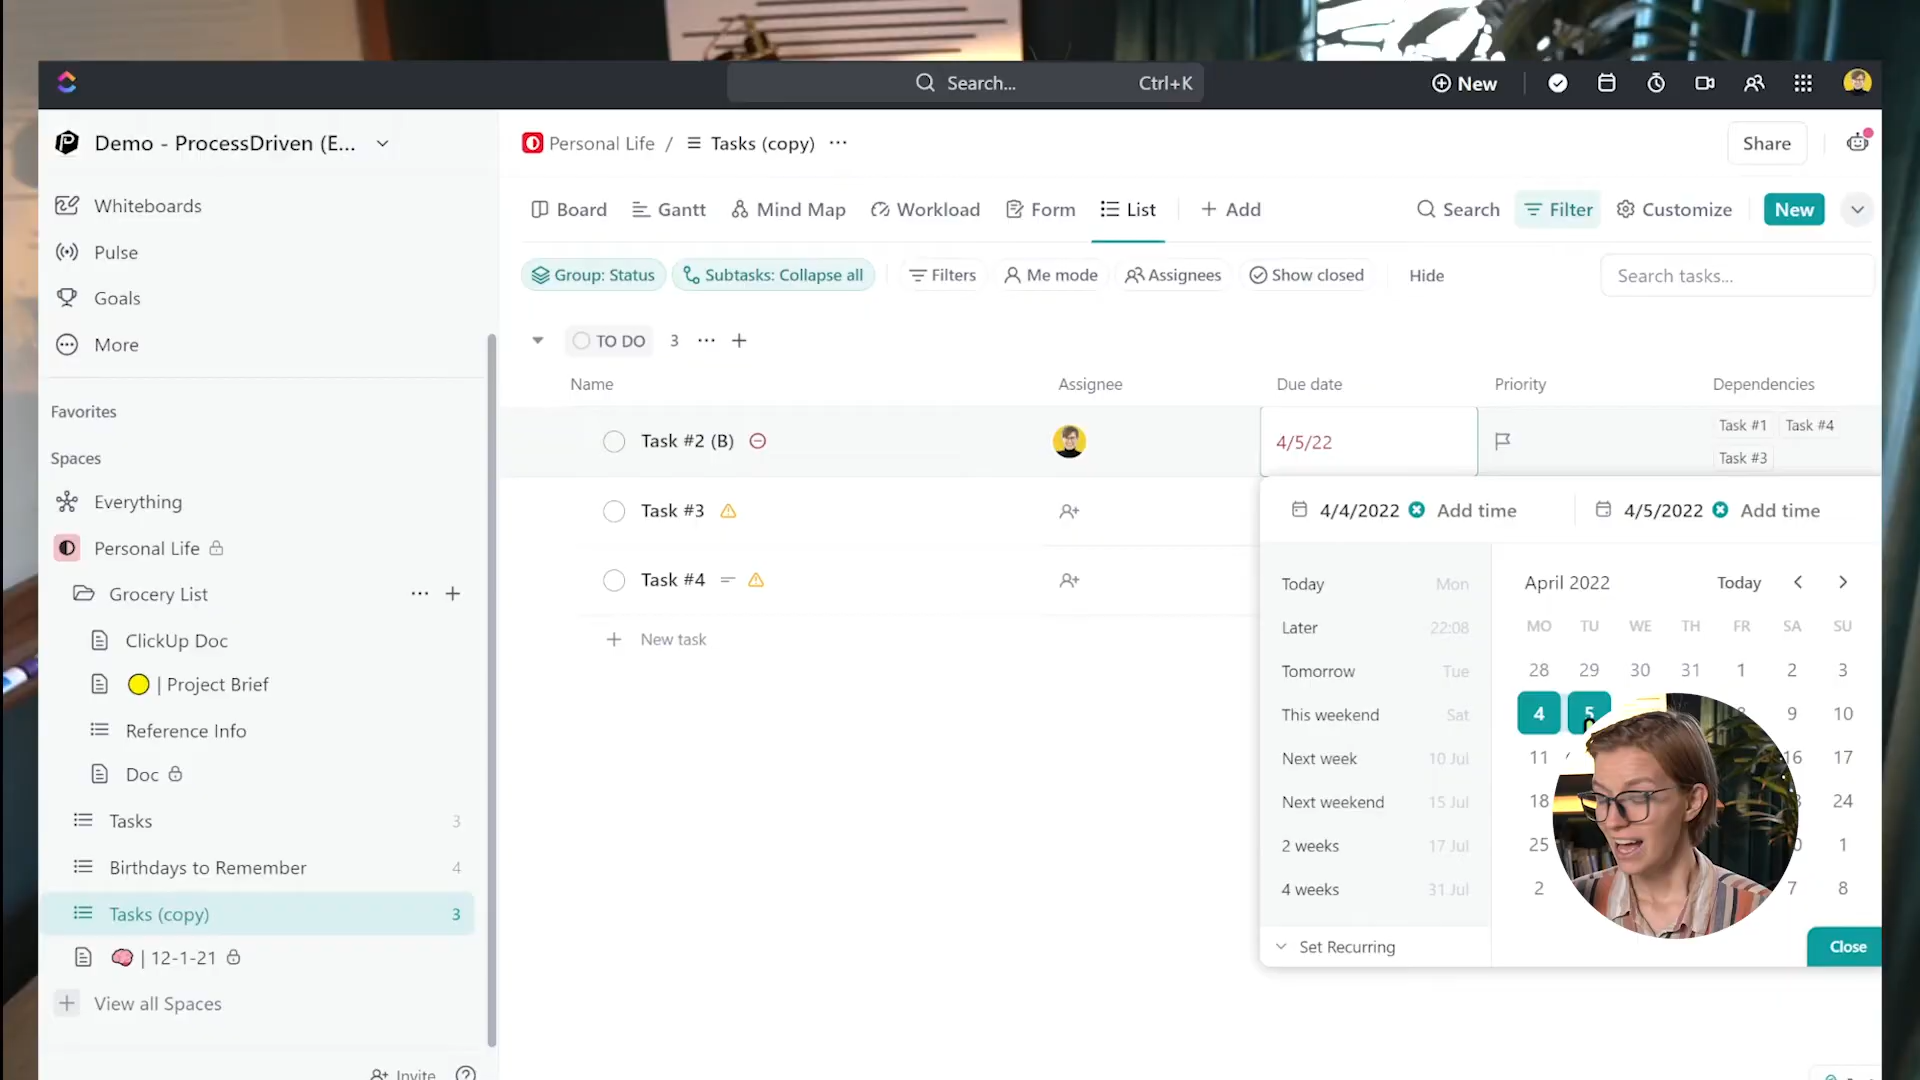 Search... Ctrl+K New
Demo - ProcessDriven (E... Personal Life / Tasks (copy) ··· Share
Whiteboards
Pulse
Goals
More
Favorites
Spaces
Everything
Personal Life
Grocery List
ClickUp Doc
| Project Brief
Reference Info
Doc
Tasks 3
Birthdays to Remember 4
Tasks (copy) 3
| 12-1-21
View all Spaces
Invite
Board Gantt Mind Map Workload Form List + Add Search Filter Customize New
Group: Status Subtasks: Collapse all Filters Me mode Assignees Show closed Hide Search tasks...
TO DO 3 ··· +
Name Assignee Due date Priority Dependencies
Task #2 (B) 4/5/22 Task #1 Task #4
Task #3
Task #3
Task #4
New task
4/4/2022 Add time 4/5/2022 Add time
Today Mon
Later 22:08
Tomorrow Tue
This weekend Sat
Next week 10 Jul
Next weekend 15 Jul
2 weeks 17 Jul
4 weeks 31 Jul
Set Recurring
April 2022 Today
MO TU WE TH FR SA SU
28 29 30 31 1 2 3
4 5 9 10
11 16 17
18 24
25 1
2 7 8
Close